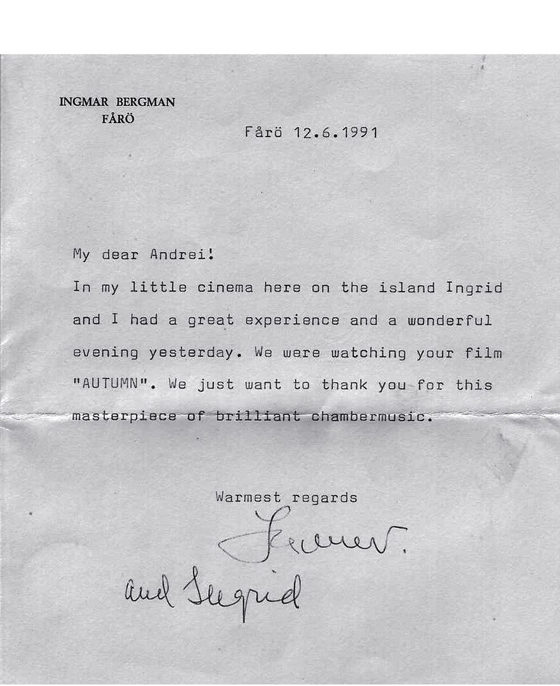 INGMAR BERGMAN
FÅRÖ
Fårö 12.6.1991
My dear Andrei!
In my little cinema here on the island Ingrid
and I had a great experience and a wonderful
evening yesterday. We were watching your film
"AUTUMN". We just want to thank you for this
masterpiece of brilliant chambermusic.
Warmest regards
Ingmar.
and Ingrid